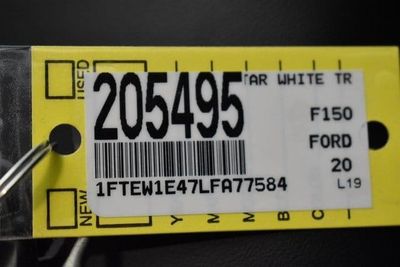 USED
205495
TAR WHITE TR
F150
FORD
20
L19
1FTEW1E47LFA77584
NEW
Y
M
M
B
C